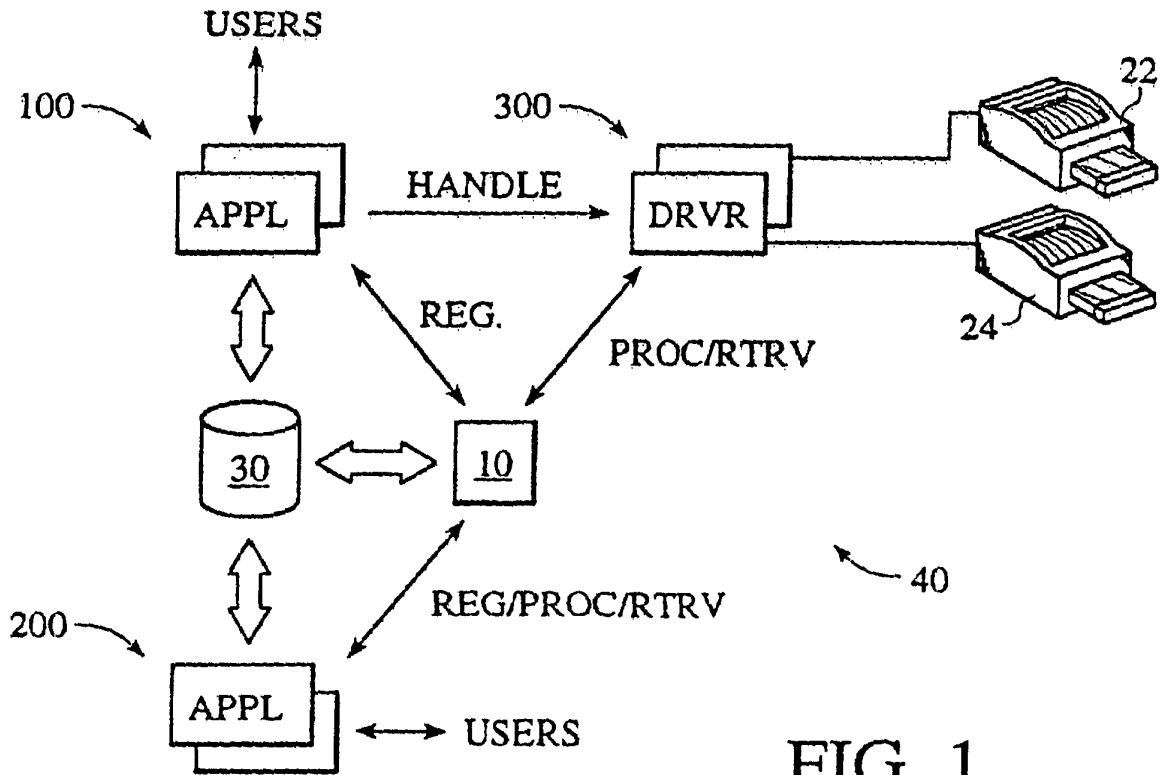 USERS
100
300
22
HANDLE
APPL
DRVR
REG.
24
PROC/RTRV
30
10
40
REG/PROC/RTRV
200
APPL
USERS
FIG. 1